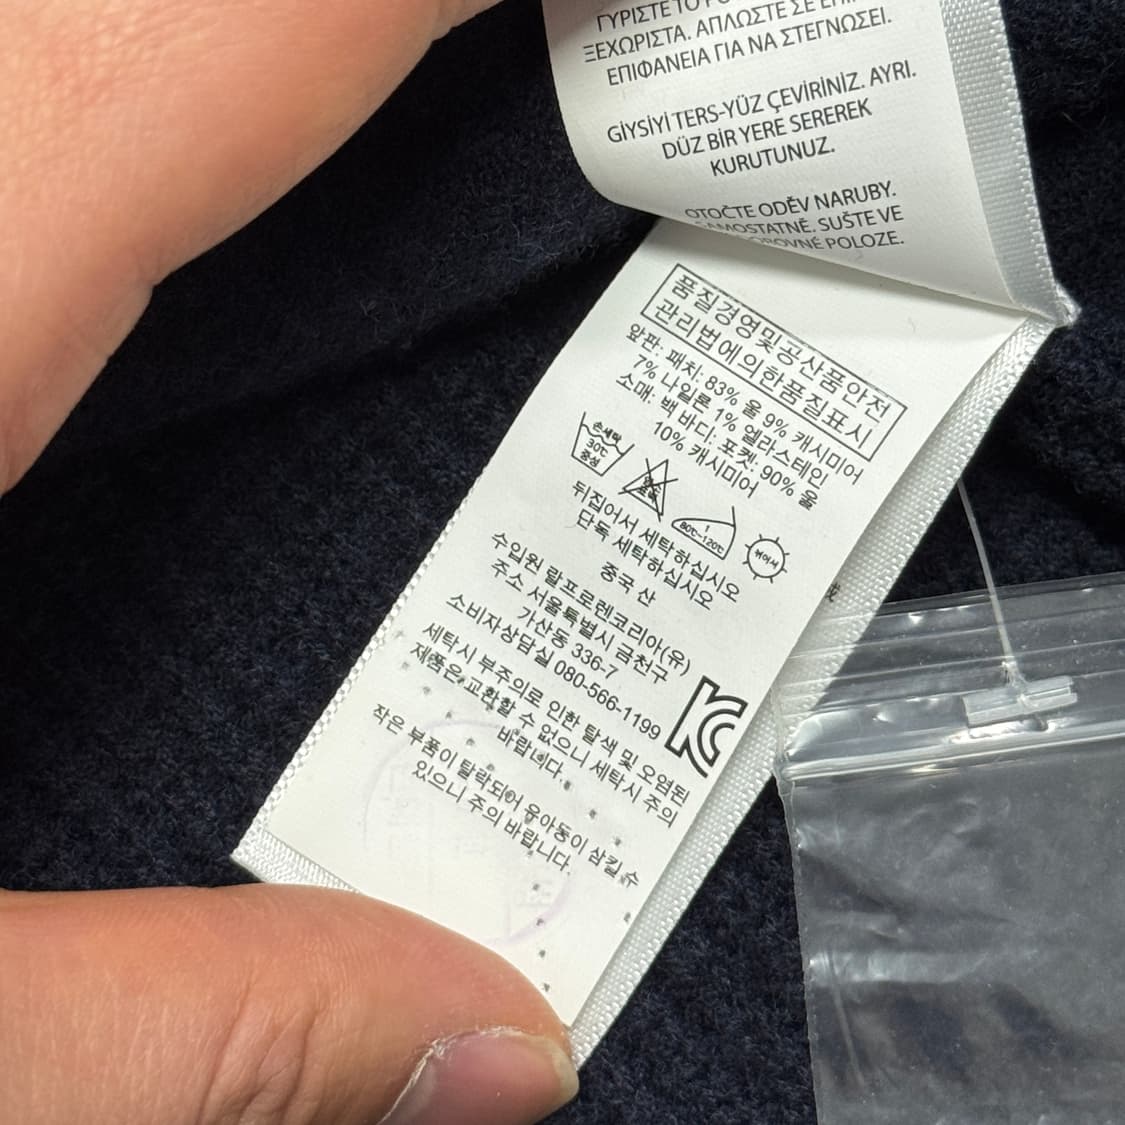 ΓΥΡΙΣΤΕ ΤΟ
ΞΕΧΩΡΙΣΤΑ. ΑΠΛΩΣΤΕ ΣΕ
ΕΠΙΦΑΝΕΙΑ ΓΙΑ ΝΑ ΣΤΕΓΝΩΣΕΙ.
GİYSİYİ TERS-YÜZ ÇEVİRİNİZ. AYRI.
DÜZ BİR YERE SEREREK
KURUTUNUZ.
OTOČTE ODĚV NARUBY.
SAMOSTATNĚ. SUŠTE VE
POLOZE.
품질경영및공산품안전
관리법에의한품질표시
앞판: 패치: 83% 울 9% 캐시미어
7% 나일론 1% 엘라스테인
소매: 백 바디: 포켓: 90% 울
10% 캐시미어
손세탁
30℃
중성
80℃~120℃
뉘어서
뒤집어서 세탁하십시오
단독 세탁하십시오
중국 산
수입원 랄프로렌코리아(유)
주소 서울특별시 금천구
가산동 336-7
소비자상담실 080-566-1199
세탁시 부주의로 인한 탈색 및 오염된
제품은 교환할 수 없으니 세탁시 주의
바랍니다.
작은 부품이 탈락되어 유아동이 삼킬 수
있으니 주의 바랍니다.